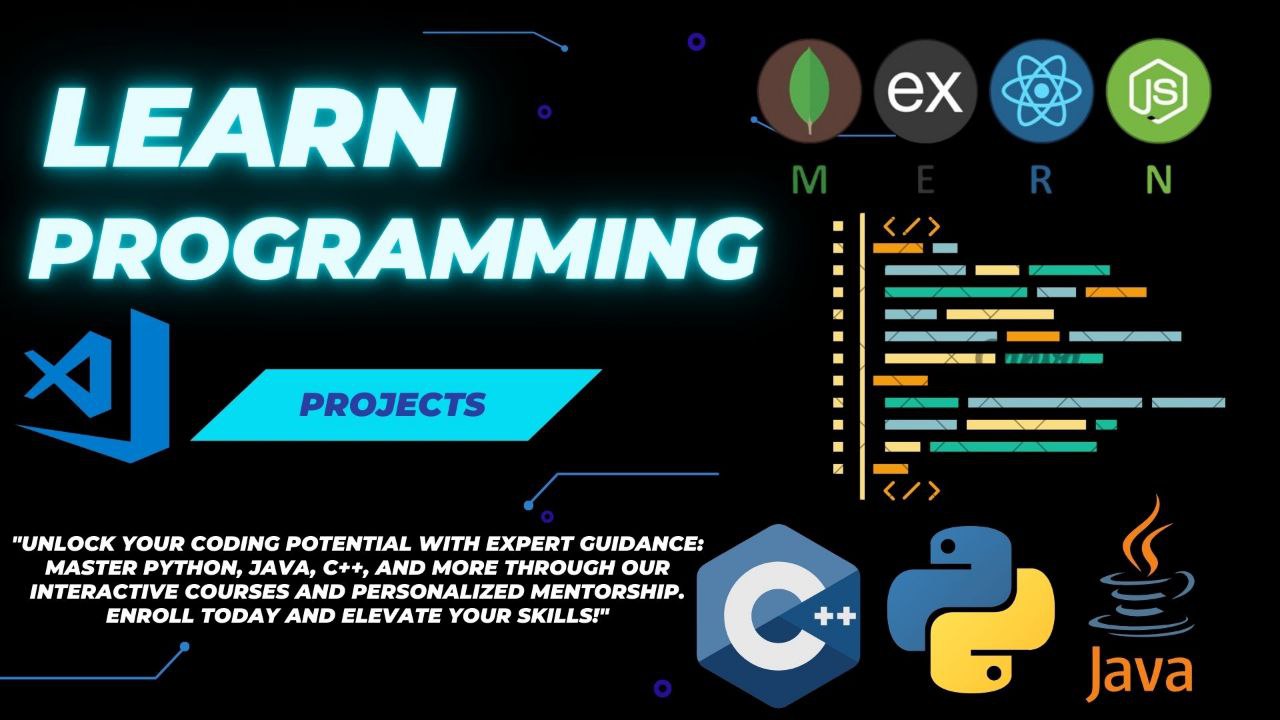 LEARN
PROGRAMMING
PROJECTS
"UNLOCK YOUR CODING POTENTIAL WITH EXPERT GUIDANCE:
MASTER PYTHON, JAVA, C++, AND MORE THROUGH OUR
INTERACTIVE COURSES AND PERSONALIZED MENTORSHIP.
ENROLL TODAY AND ELEVATE YOUR SKILLS!"
ex JS
M E R N
</>
Canva
</>
C++
Java